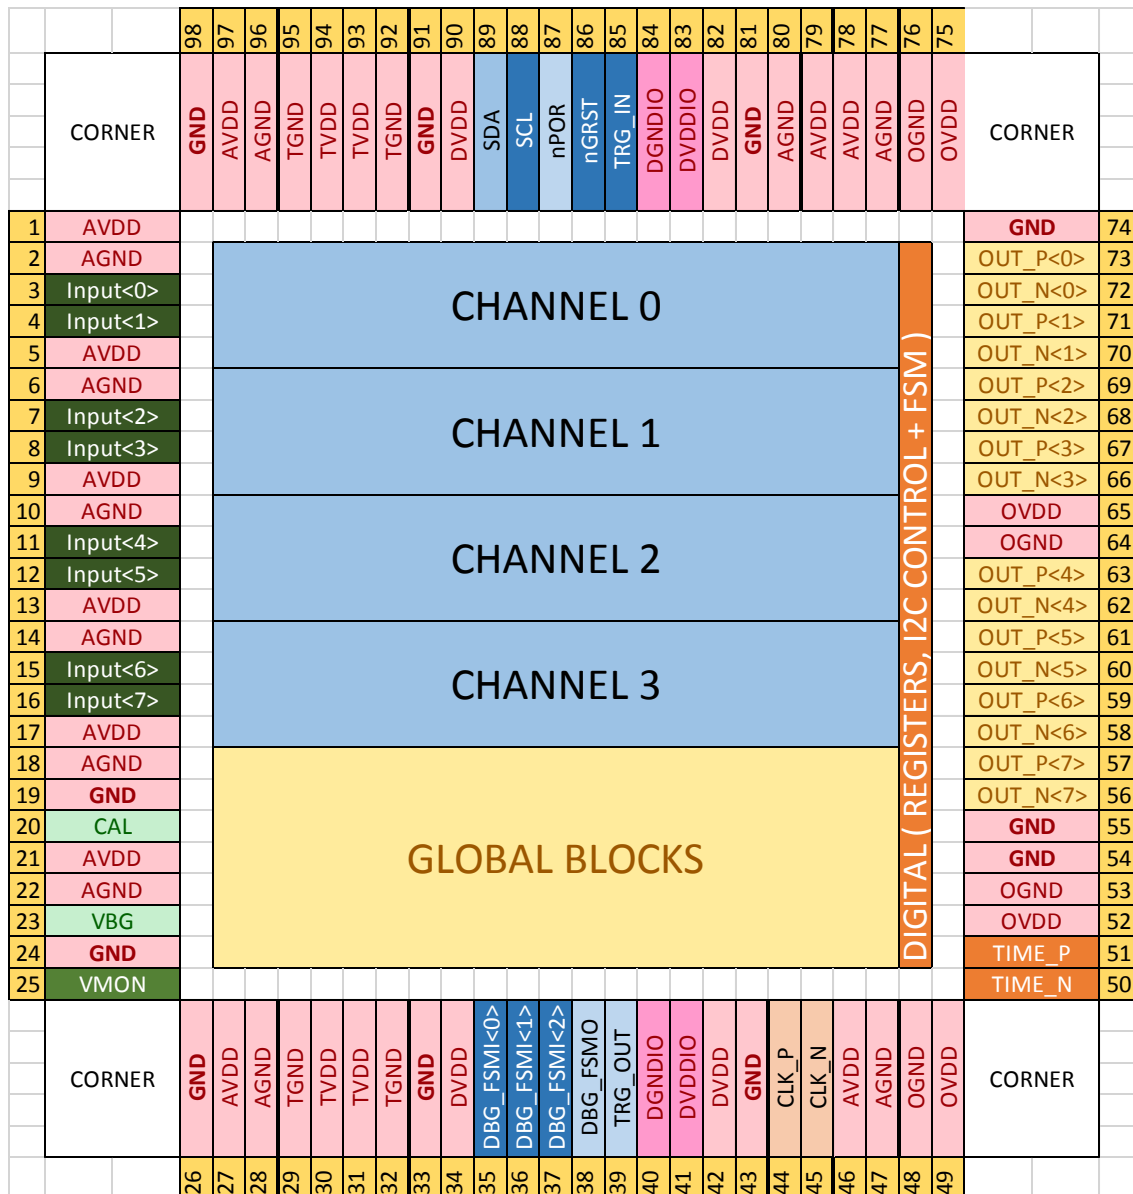 98 97 96 95 94 93 92 91 90 89 88 87 86 85 84 83 82 81 80 79 78 77 76 75
CORNER GND AVDD AGND TGND TVDD TVDD TGND GND DVDD SDA SCL nPOR nGRST TRG_IN DGNDIO DVDDIO DVDD GND AGND AVDD AVDD AGND OGND OVDD CORNER
1 AVDD
2 AGND
3 Input<0>
4 Input<1>
5 AVDD
6 AGND
7 Input<2>
8 Input<3>
9 AVDD
10 AGND
11 Input<4>
12 Input<5>
13 AVDD
14 AGND
15 Input<6>
16 Input<7>
17 AVDD
18 AGND
19 GND
20 CAL
21 AVDD
22 AGND
23 VBG
24 GND
25 VMON
CHANNEL 0
CHANNEL 1
CHANNEL 2
CHANNEL 3
GLOBAL BLOCKS
DIGITAL ( REGISTERS, I2C CONTROL + FSM )
GND 74
OUT_P<0> 73
OUT_N<0> 72
OUT_P<1> 71
OUT_N<1> 70
OUT_P<2> 69
OUT_N<2> 68
OUT_P<3> 67
OUT_N<3> 66
OVDD 65
OGND 64
OUT_P<4> 63
OUT_N<4> 62
OUT_P<5> 61
OUT_N<5> 60
OUT_P<6> 59
OUT_N<6> 58
OUT_P<7> 57
OUT_N<7> 56
GND 55
GND 54
OGND 53
OVDD 52
TIME_P 51
TIME_N 50
CORNER GND AVDD AGND TGND TVDD TVDD TGND GND DVDD DBG_FSMI<0> DBG_FSMI<1> DBG_FSMI<2> DBG_FSMO TRG_OUT DGNDIO DVDDIO DVDD GND CLK_P CLK_N AVDD AGND OGND OVDD CORNER
26 27 28 29 30 31 32 33 34 35 36 37 38 39 40 41 42 43 44 45 46 47 48 49